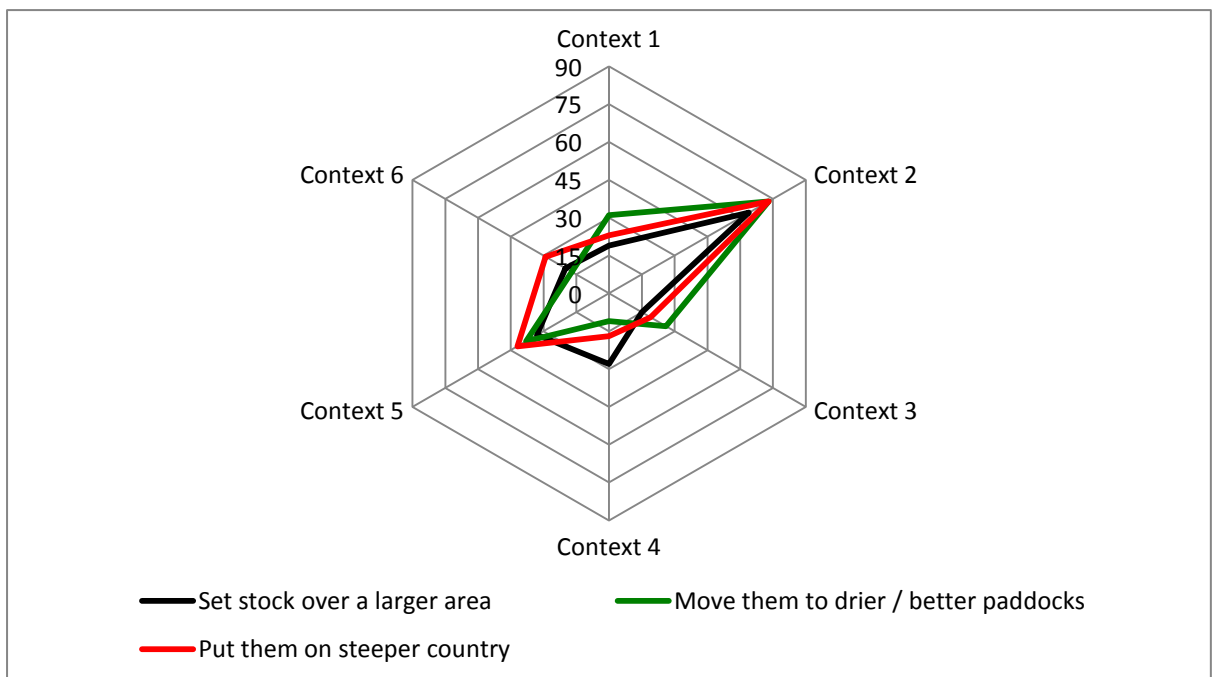 Context 1
90
75
60
45
30
15
0
Context 2
Context 3
Context 4
Context 5
Context 6
Set stock over a larger area
Move them to drier / better paddocks
Put them on steeper country